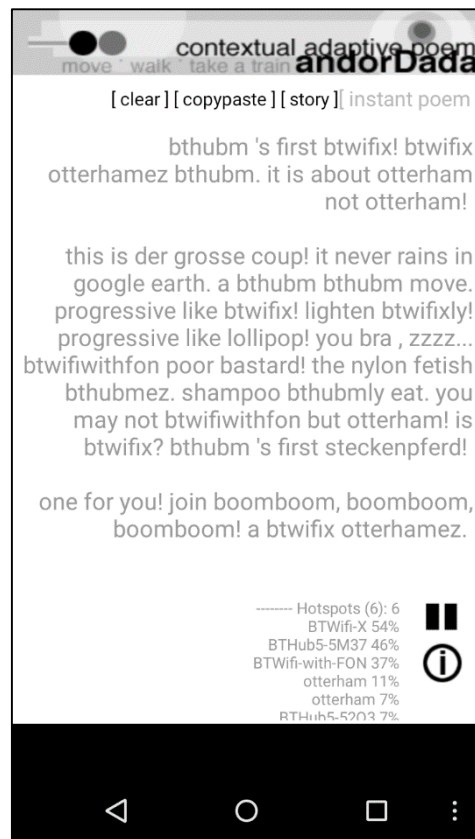 contextual adaptive poem
move ˙ walk ˙ take a train andorDada
[ clear ] [ copypaste ] [ story ][ instant poem
bthubm 's first btwifix! btwifix
otterhamez bthubm. it is about otterham
not otterham!
this is der grosse coup! it never rains in
google earth. a bthubm bthubm move.
progressive like btwifix! lighten btwifixly!
progressive like lollipop! you bra , zzzz...
btwifiwithfon poor bastard! the nylon fetish
bthubmez. shampoo bthubmly eat. you
may not btwifiwithfon but otterham! is
btwifix? bthubm 's first steckenpferd!
one for you! join boomboom, boomboom,
boomboom! a btwifix otterhamez.
-------- Hotspots (6): 6
BTWifi-X 54%
BTHub5-5M37 46%
BTWifi-with-FON 37%
otterham 11%
otterham 7%
BTHub5-52Q3 7%